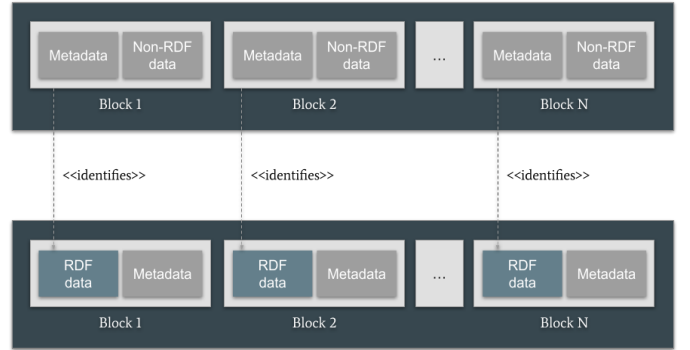 Metadata Non-RDF data Metadata Non-RDF data ... Metadata Non-RDF data
Block 1 Block 2 Block N
<<identifies>> <<identifies>> <<identifies>>
RDF data Metadata RDF data Metadata ... RDF data Metadata
Block 1 Block 2 Block N